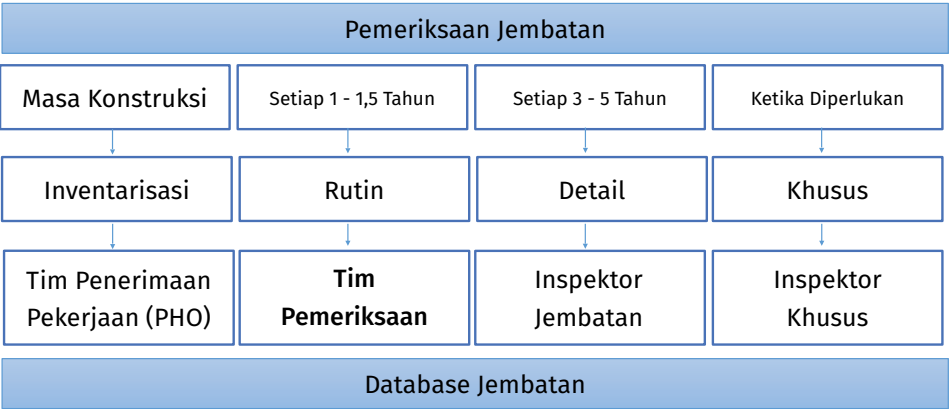 Pemeriksaan Jembatan
Masa Konstruksi
Setiap 1 - 1,5 Tahun
Setiap 3 - 5 Tahun
Ketika Diperlukan
Inventarisasi
Rutin
Detail
Khusus
Tim Penerimaan
Pekerjaan (PHO)
Tim
Pemeriksaan
Inspektor
Jembatan
Inspektor
Khusus
Database Jembatan